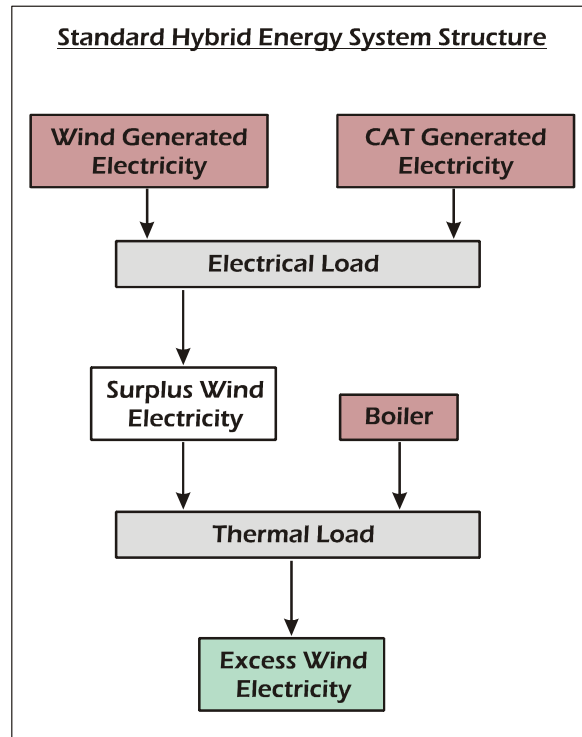 Standard Hybrid Energy System Structure
Wind Generated
Electricity
CAT Generated
Electricity
Electrical Load
Surplus Wind
Electricity
Boiler
Thermal Load
Excess Wind
Electricity